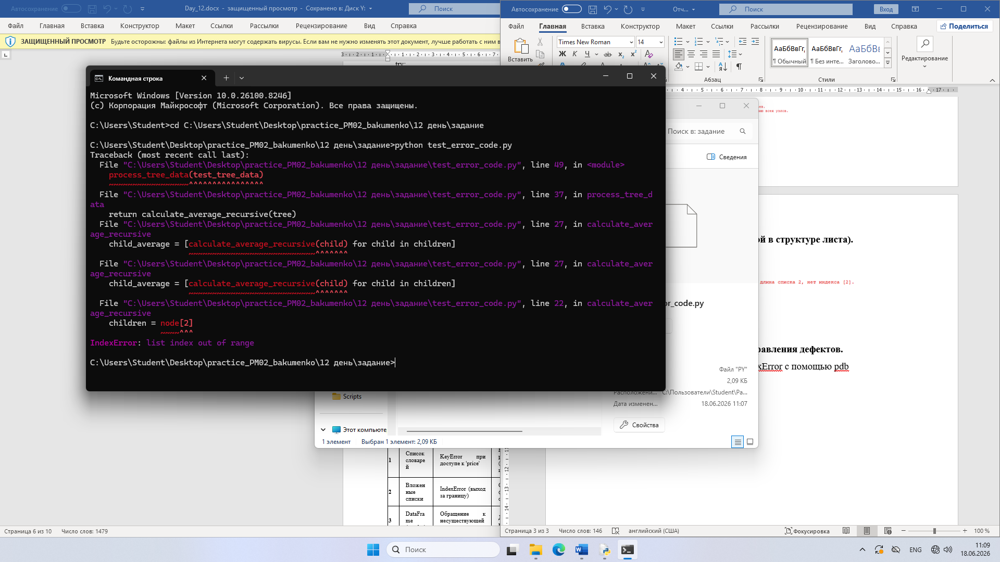 Автосохранение
Day_12.docx - защищенный просмотр - Сохранено в: Диск Y:
Поиск
Файл
Главная
Вставка
Конструктор
Макет
Ссылки
Рассылки
Рецензирование
Вид
Справка
ЗАЩИЩЕННЫЙ ПРОСМОТР Будьте осторожны: файлы из Интернета могут содержать вирусы. Если вам не нужно изменять этот документ, лучше работать с ним в
try:
Автосохранение
Отч...
Поиск
Вход
Файл
Главная
Вставка
Конструктор
Макет
Ссылки
Рассылки
Рецензирование
Вид
Справка
Поделиться
Вставить
Times New Roman
14
Ж К Ч ab x₂ x²
Абзац
АаБбВвГг,
¶ Обычный
АаБбВвГг,
¶ Без инте...
АаБбВ
Заголово...
Стили
Редактирование
Командная строка
Microsoft Windows [Version 10.0.26100.8246]
(c) Корпорация Майкрософт (Microsoft Corporation). Все права защищены.
C:\Users\Student>cd C:\Users\Student\Desktop\practice_PM02_bakumenko\12 день\задание
C:\Users\Student\Desktop\practice_PM02_bakumenko\12 день\задание>python test_error_code.py
Traceback (most recent call last):
File "C:\Users\Student\Desktop\practice_PM02_bakumenko\12 день\задание\test_error_code.py", line 49, in <module>
process_tree_data(test_tree_data)
~~~~~~~~~~~~~~~~~^^^^^^^^^^^^^^^^
File "C:\Users\Student\Desktop\practice_PM02_bakumenko\12 день\задание\test_error_code.py", line 37, in process_tree_d
ata
return calculate_average_recursive(tree)
File "C:\Users\Student\Desktop\practice_PM02_bakumenko\12 день\задание\test_error_code.py", line 27, in calculate_aver
age_recursive
child_average = [calculate_average_recursive(child) for child in children]
~~~~~~~~~~~~~~~~~~~~~~~~~~~^^^^^^^
File "C:\Users\Student\Desktop\practice_PM02_bakumenko\12 день\задание\test_error_code.py", line 27, in calculate_aver
age_recursive
child_average = [calculate_average_recursive(child) for child in children]
~~~~~~~~~~~~~~~~~~~~~~~~~~~^^^^^^^
File "C:\Users\Student\Desktop\practice_PM02_bakumenko\12 день\задание\test_error_code.py", line 22, in calculate_aver
age_recursive
children = node[2]
~~~~^^^
IndexError: list index out of range
C:\Users\Student\Desktop\practice_PM02_bakumenko\12 день\задание>
Поиск в: задание
Сведения
or_code.py
Файл "PY"
2,09 КБ
Расположени... C:\Пользователи\Student\Ра...
Дата изменен... 18.06.2026 11:07
Свойства
Scripts
Этот компьюте
1 элемент
Выбран 1 элемент: 2,09 КБ
всех узлов.
ой в структуре листа).
длина списка 2, нет индекса [2].
равления дефектов.
xError с помощью pdb
1
Список
словаре
й
KeyError при
доступе к 'price'
2
Вложен
ные
списки
IndexError (выход
за границу)
3
DataFra
me
Обращение к
несуществующей
Страница 6 из 10
Число слов: 1479
Страница 3 из 3
Число слов: 146
английский (США)
Фокусировка
100 %
Поиск
ENG
11:09
18.06.2026